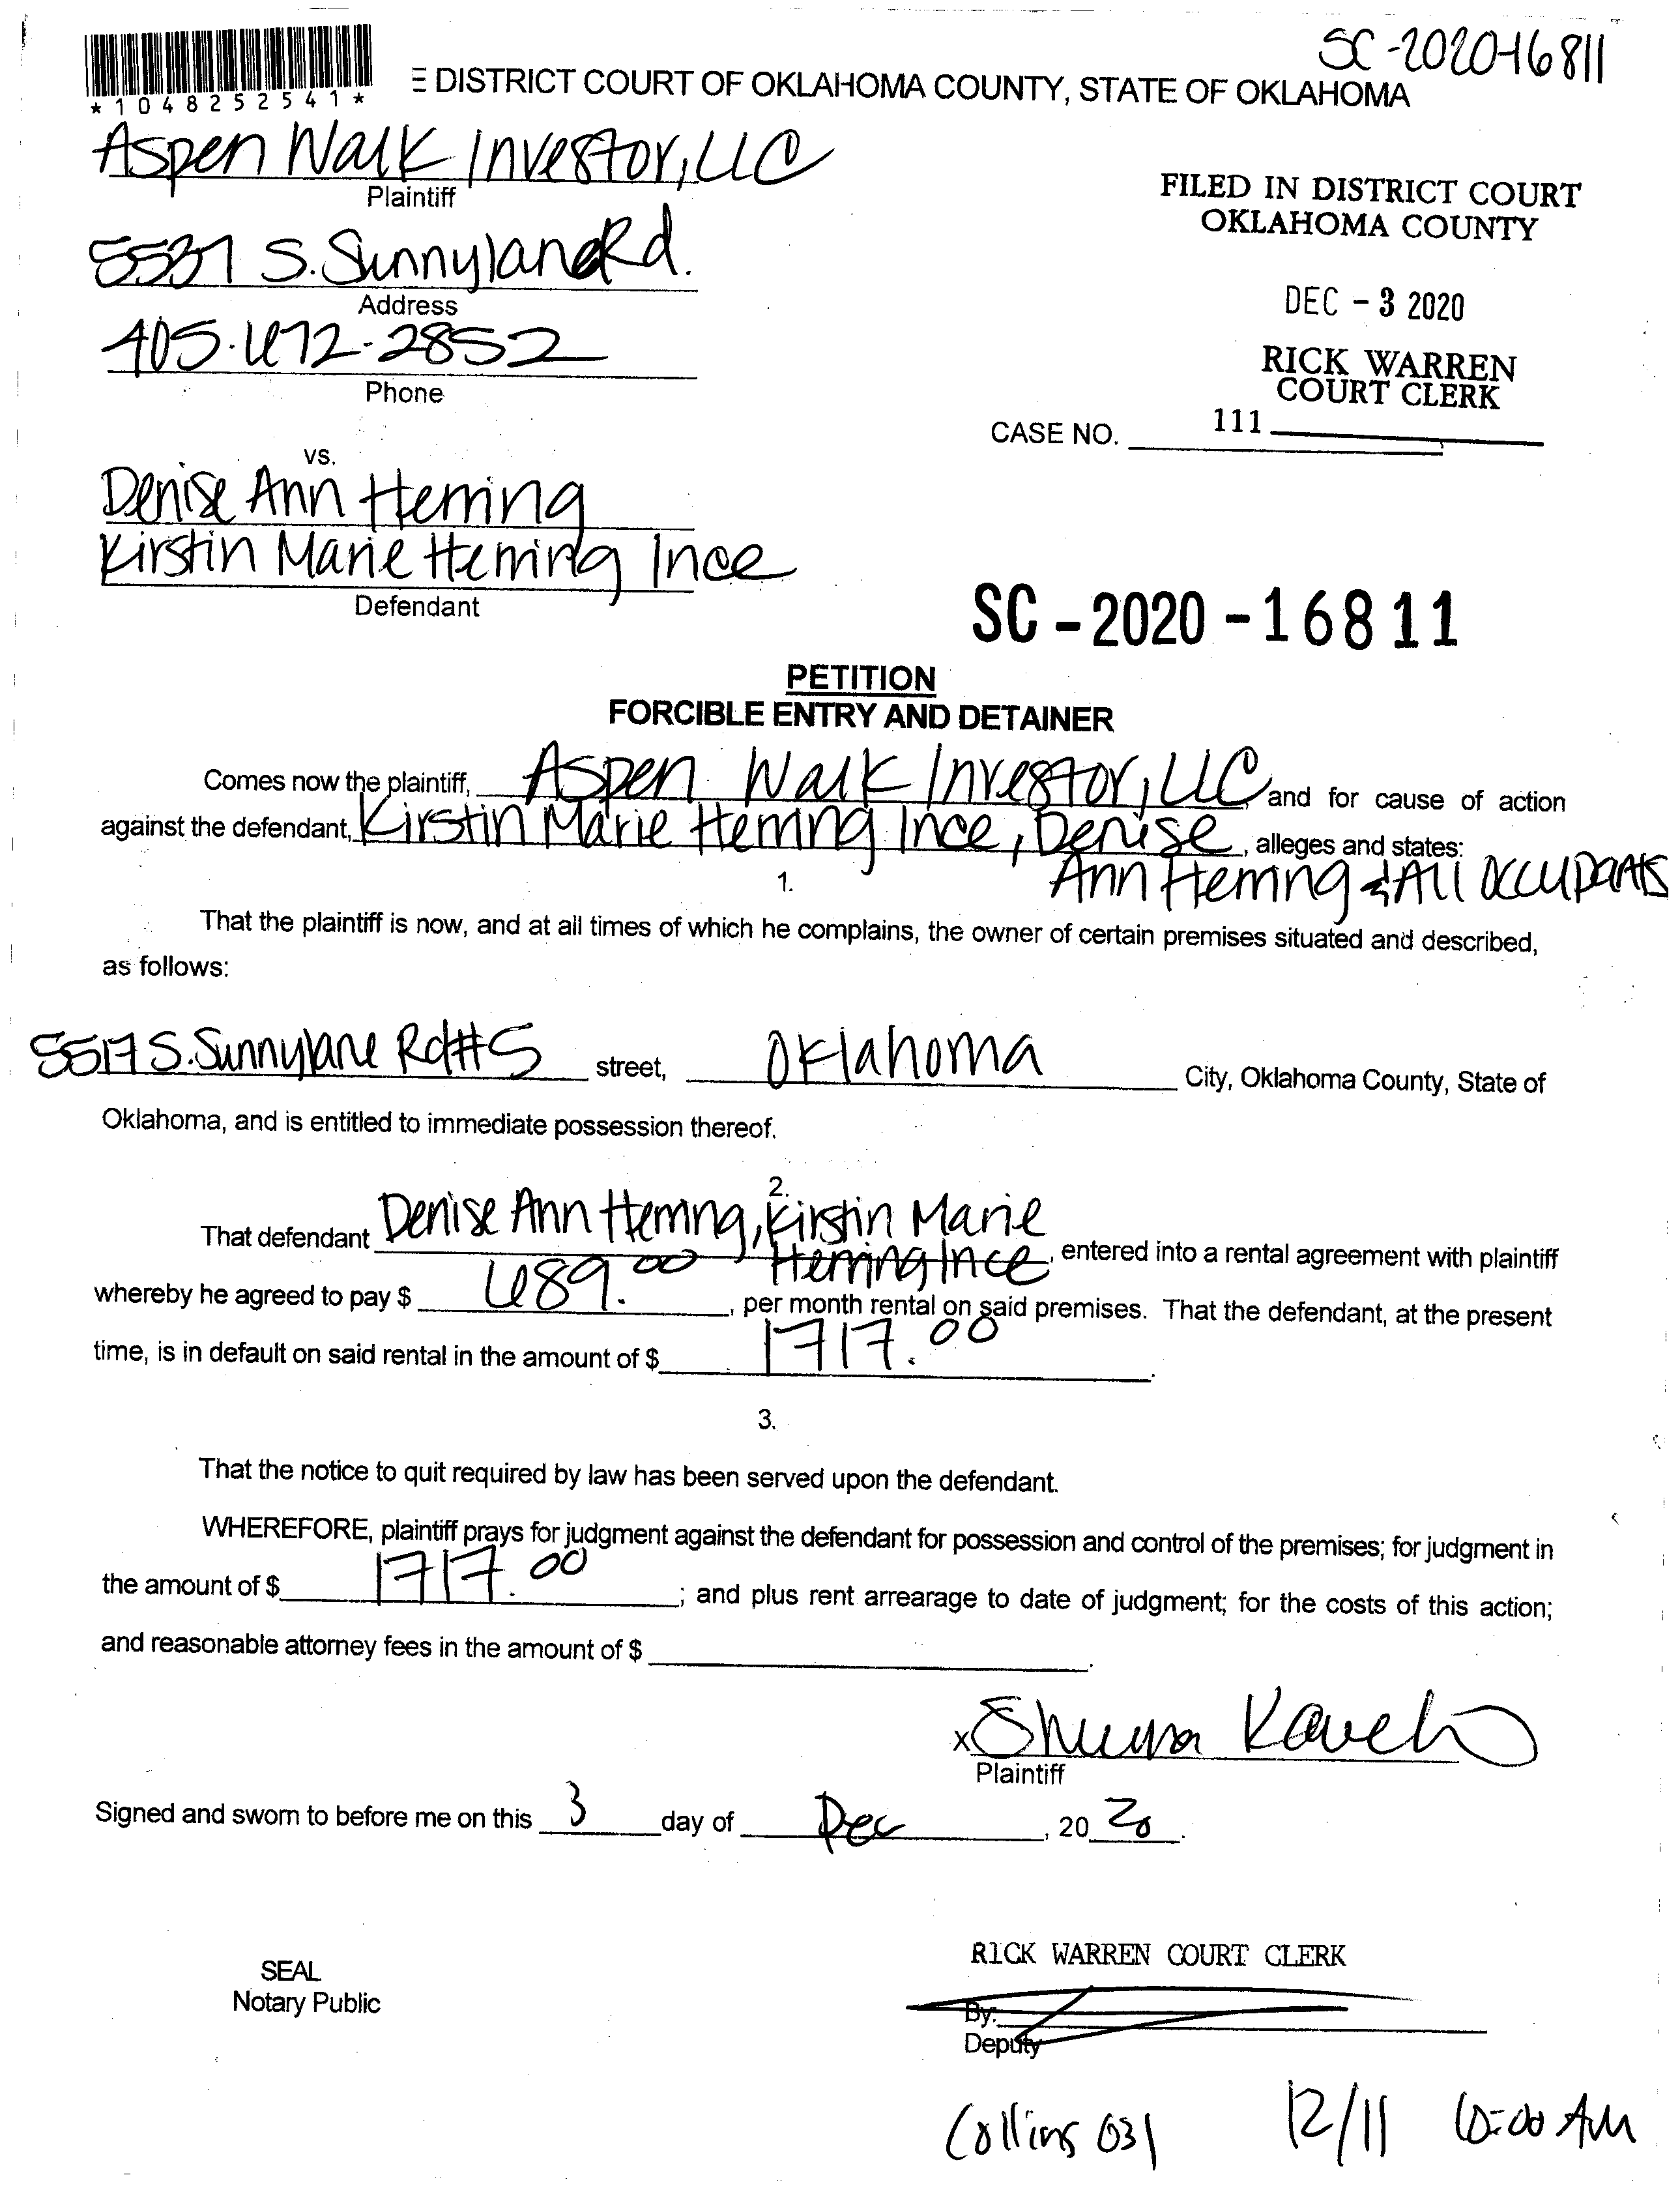 SC-2020-16811
*1048252541*
E DISTRICT COURT OF OKLAHOMA COUNTY, STATE OF OKLAHOMA
Aspen Walk Investor, LLC
Plaintiff
FILED IN DISTRICT COURT
OKLAHOMA COUNTY
5537 S. Sunnylane Rd.
Address
DEC - 3 2020
405-672-2852
Phone
RICK WARREN
COURT CLERK
CASE NO. 111
vs.
Denise Ann Herring
Kirstin Marie Herring Ince
Defendant
SC - 2020 - 16811
PETITION
FORCIBLE ENTRY AND DETAINER
Comes now the plaintiff, Aspen Walk Investor, LLC and for cause of action
against the defendant, Kirstin Marie Herring Ince, Denise, alleges and states:
Ann Herring & All occupants
1.
That the plaintiff is now, and at all times of which he complains, the owner of certain premises situated and described,
as follows:
5517 S. Sunnylane Rd #5 street, Oklahoma City, Oklahoma County, State of
Oklahoma, and is entitled to immediate possession thereof.
2.
That defendant Denise Ann Herring, Kirstin Marie
Herring Ince, entered into a rental agreement with plaintiff
whereby he agreed to pay $ 689.00, per month rental on said premises. That the defendant, at the present
time, is in default on said rental in the amount of $ 1717.00.
3.
That the notice to quit required by law has been served upon the defendant.
WHEREFORE, plaintiff prays for judgment against the defendant for possession and control of the premises; for judgment in
the amount of $ 1717.00; and plus rent arrearage to date of judgment; for the costs of this action;
and reasonable attorney fees in the amount of $ .
x
Plaintiff
Signed and sworn to before me on this 3 day of Dec, 20 20.
RICK WARREN COURT CLERK
SEAL
Notary Public
By:
Deputy
Collins 031 12/11 10:00 AM